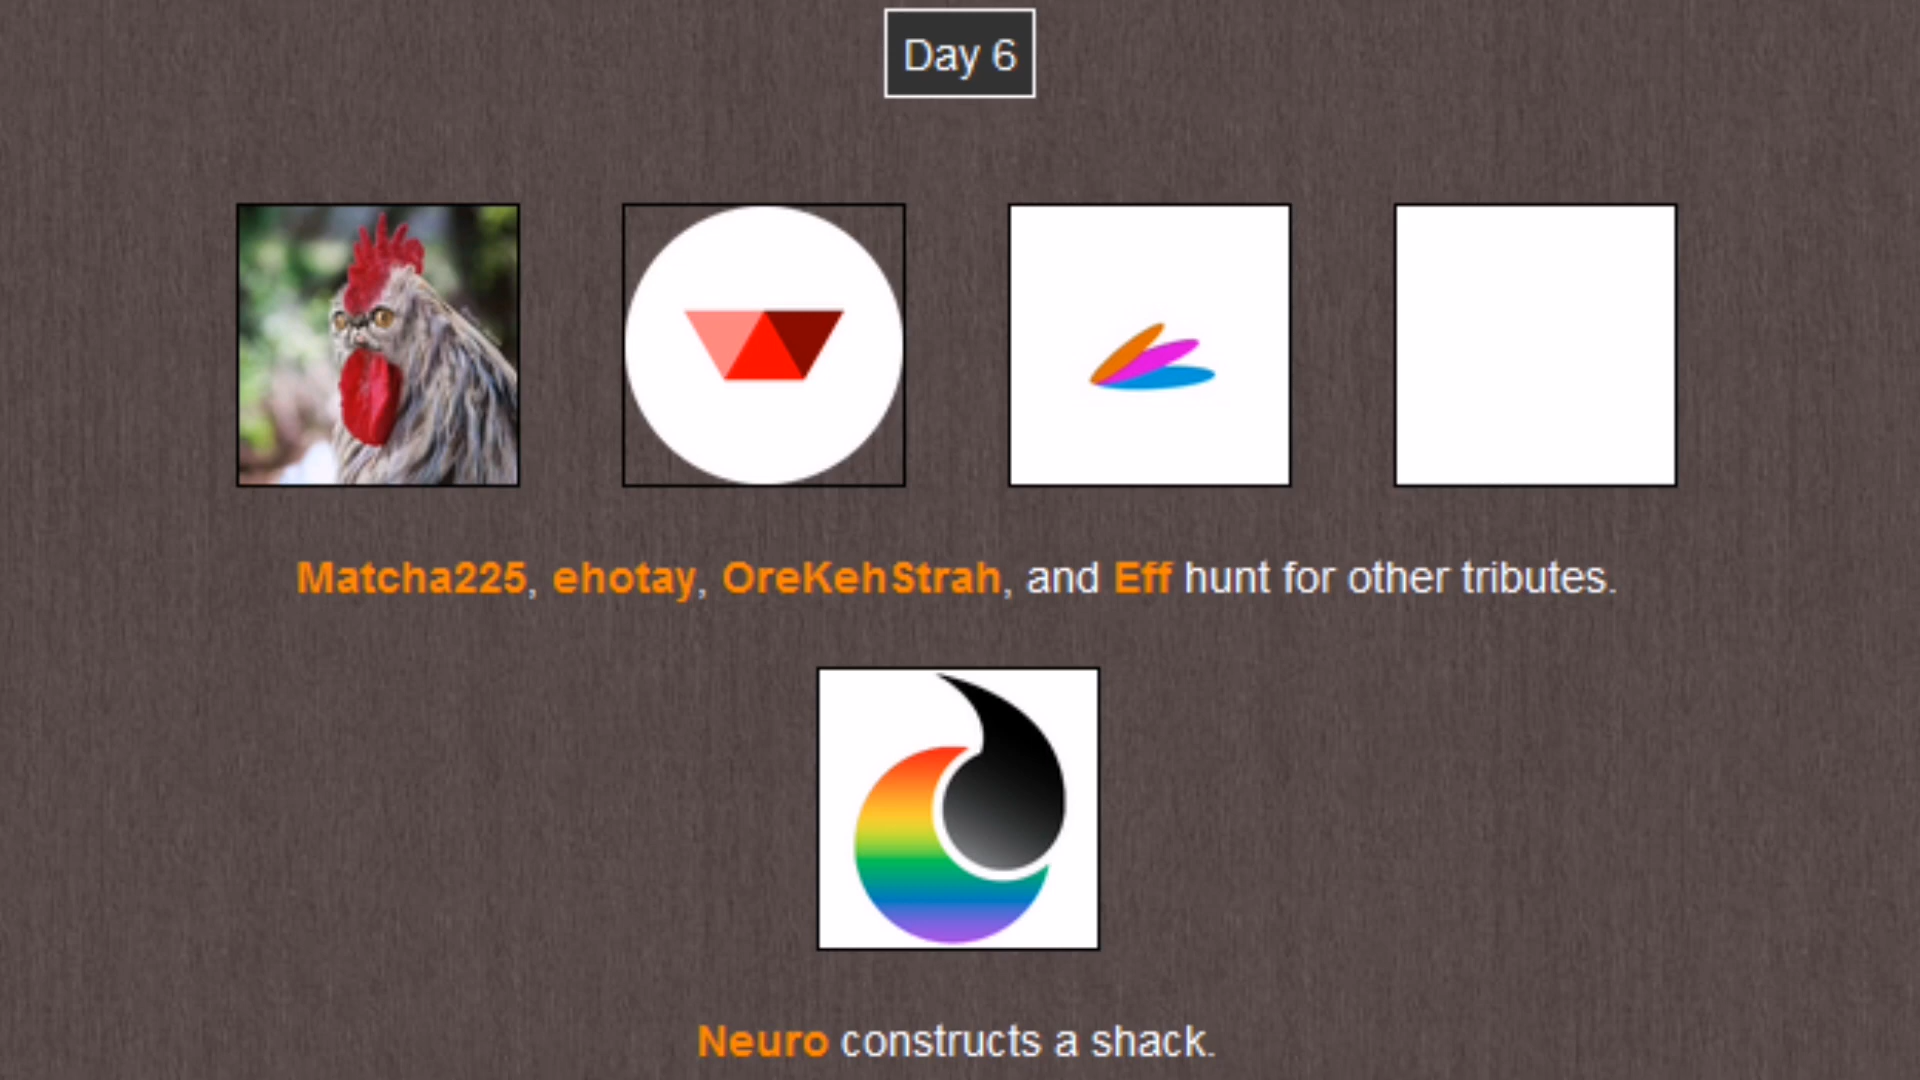 Day 6
Matcha225, ehotay, OreKehStrah, and Eff hunt for other tributes.
Neuro constructs a shack.